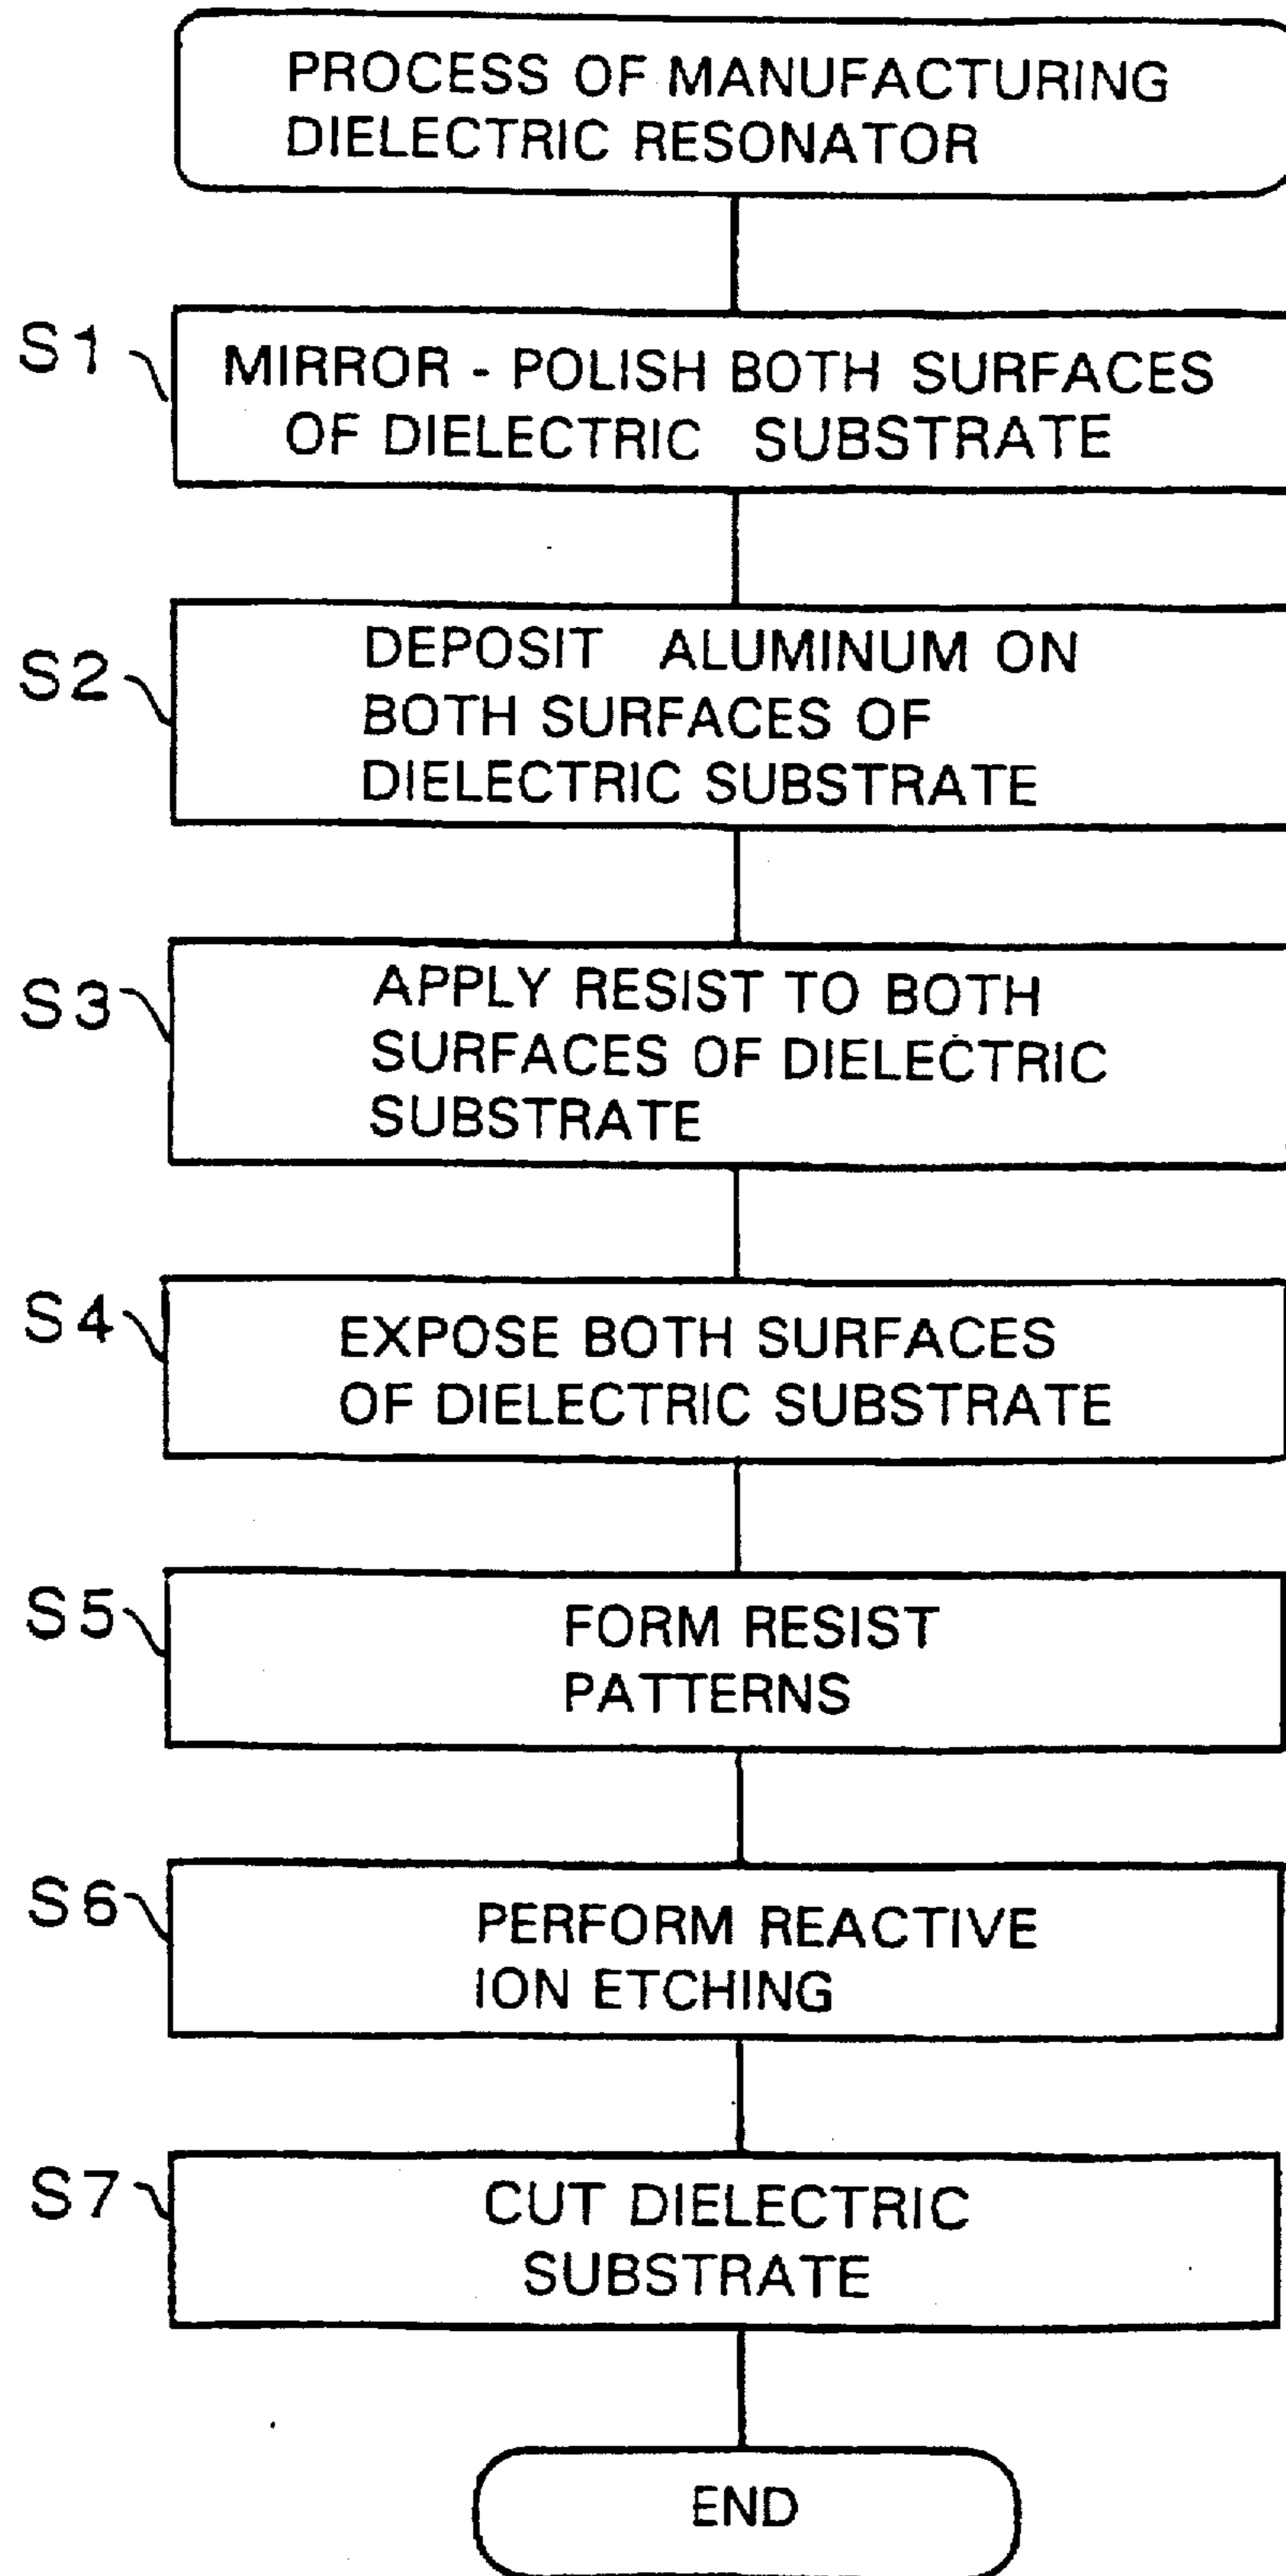 PROCESS OF MANUFACTURING
DIELECTRIC RESONATOR
S1
MIRROR - POLISH BOTH SURFACES
OF DIELECTRIC SUBSTRATE
S2
DEPOSIT ALUMINUM ON
BOTH SURFACES OF
DIELECTRIC SUBSTRATE
S3
APPLY RESIST TO BOTH
SURFACES OF DIELECTRIC
SUBSTRATE
S4
EXPOSE BOTH SURFACES
OF DIELECTRIC SUBSTRATE
S5
FORM RESIST
PATTERNS
S6
PERFORM REACTIVE
ION ETCHING
S7
CUT DIELECTRIC
SUBSTRATE
END